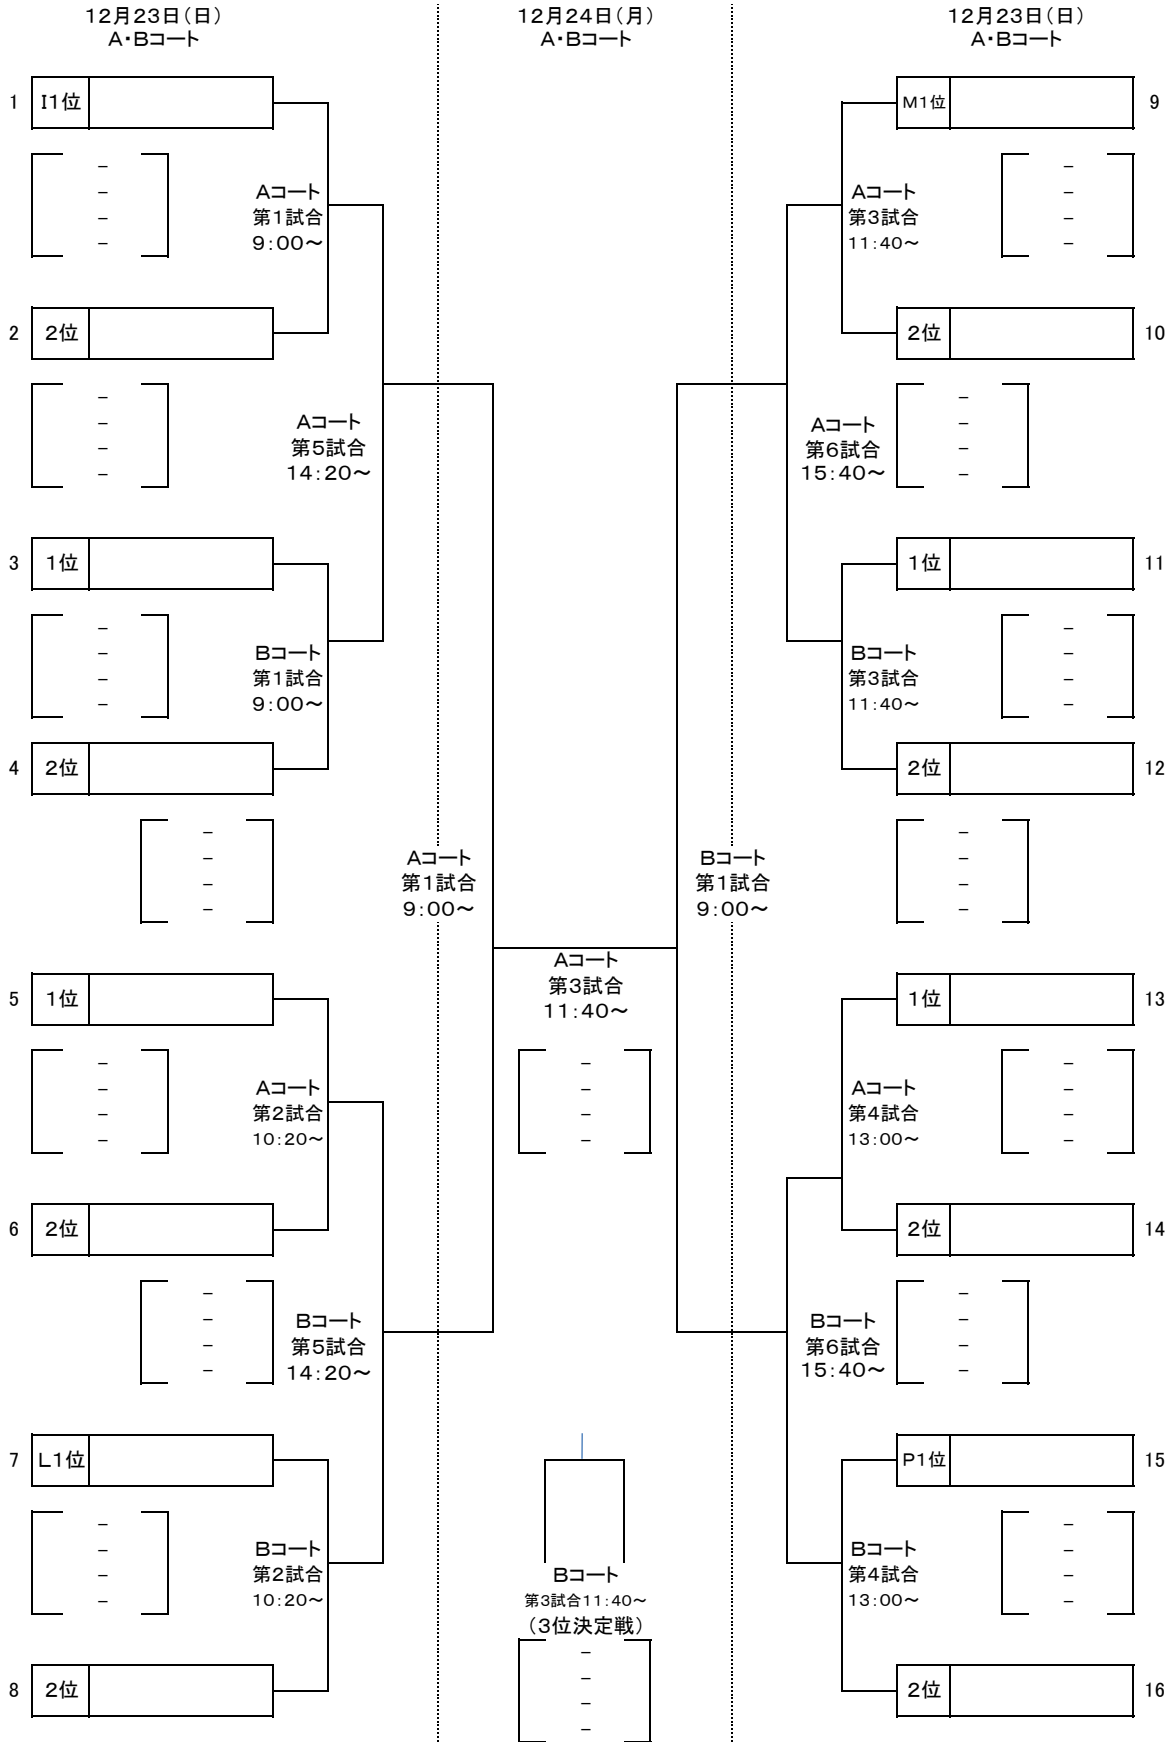 12月23日(日)
A・Bコート
12月24日(月)
A・Bコート
12月23日(日)
A・Bコート
1 I1位
M1位 9
-
-
-
-
Aコート
第1試合
9:00~
Aコート
第3試合
11:40~
-
-
-
-
2 2位
2位 10
-
-
-
-
Aコート
第5試合
14:20~
Aコート
第6試合
15:40~
-
-
-
-
3 1位
1位 11
-
-
-
-
Bコート
第1試合
9:00~
Bコート
第3試合
11:40~
-
-
-
-
4 2位
2位 12
-
-
-
-
Aコート
第1試合
9:00~
Bコート
第1試合
9:00~
-
-
-
-
Aコート
第3試合
11:40~
-
-
-
-
5 1位
1位 13
-
-
-
-
Aコート
第2試合
10:20~
Aコート
第4試合
13:00~
-
-
-
-
6 2位
2位 14
-
-
-
-
Bコート
第5試合
14:20~
Bコート
第6試合
15:40~
-
-
-
-
7 L1位
P1位 15
-
-
-
-
Bコート
第2試合
10:20~
Bコート
第3試合11:40~
(3位決定戦)
-
-
-
-
Bコート
第4試合
13:00~
-
-
-
-
8 2位
2位 16